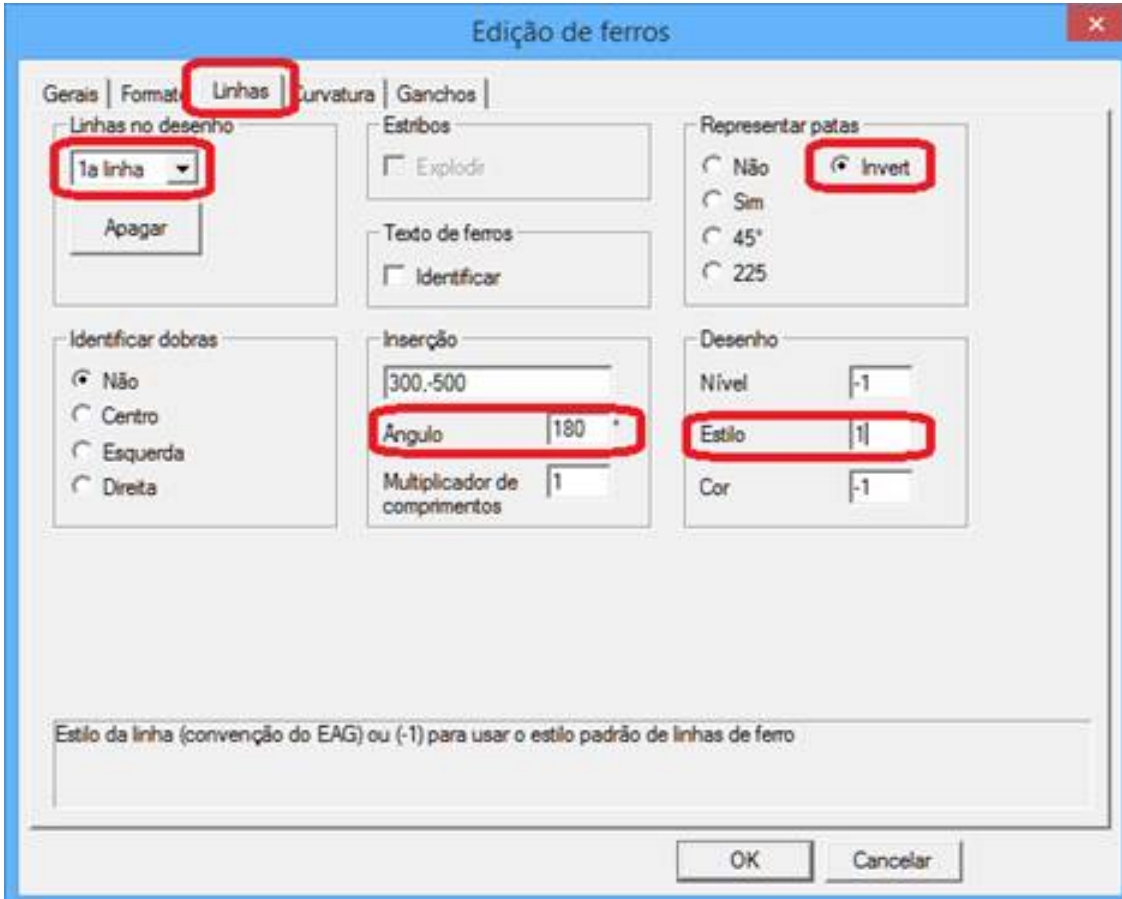 Edição de ferros
Gerais Formato Linhas Curvatura Ganchos
Linhas no desenho
1a linha
Apagar
Estribos
Explodir
Texto de ferros
Identificar
Representar patas
Não
Invert
Sim
45°
225
Identificar dobras
Não
Centro
Esquerda
Direita
Inserção
300.-500
Ângulo 180 °
Multiplicador de 1
comprimentos
Desenho
Nível -1
Estilo 1
Cor -1
Estilo da linha (convenção do EAG) ou (-1) para usar o estilo padrão de linhas de ferro
OK Cancelar